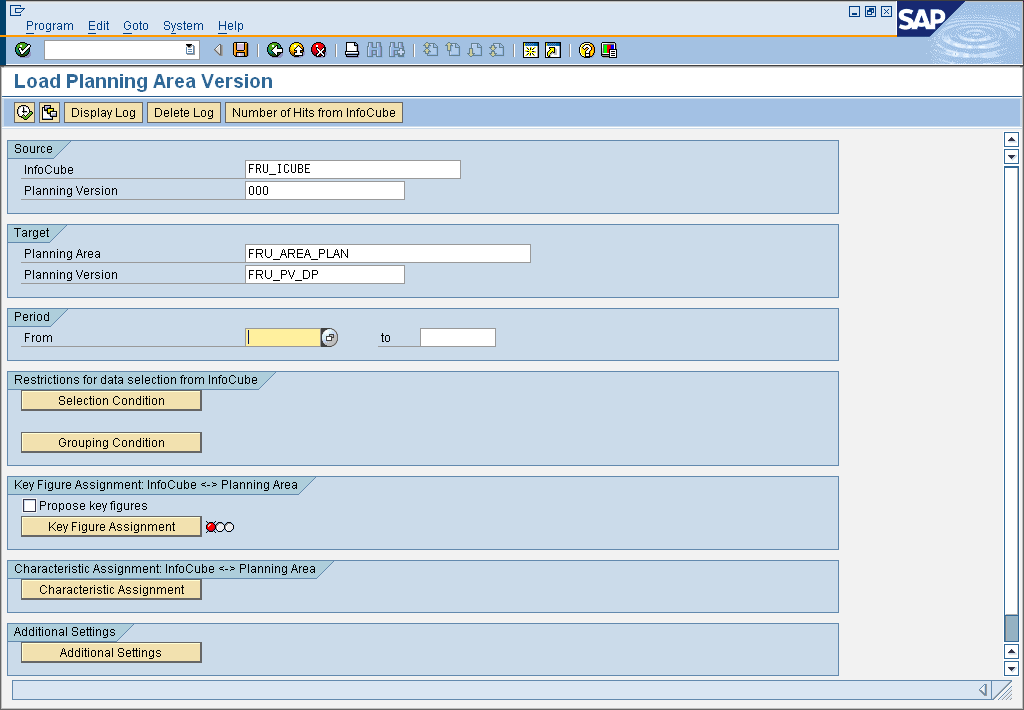 Program Edit Goto System Help
SAP
Load Planning Area Version
Display Log Delete Log Number of Hits from InfoCube
Source
InfoCube FRU_ICUBE
Planning Version 000
Target
Planning Area FRU_AREA_PLAN
Planning Version FRU_PV_DP
Period
From to
Restrictions for data selection from InfoCube
Selection Condition
Grouping Condition
Key Figure Assignment: InfoCube <-> Planning Area
Propose key figures
Key Figure Assignment
Characteristic Assignment: InfoCube <-> Planning Area
Characteristic Assignment
Additional Settings
Additional Settings